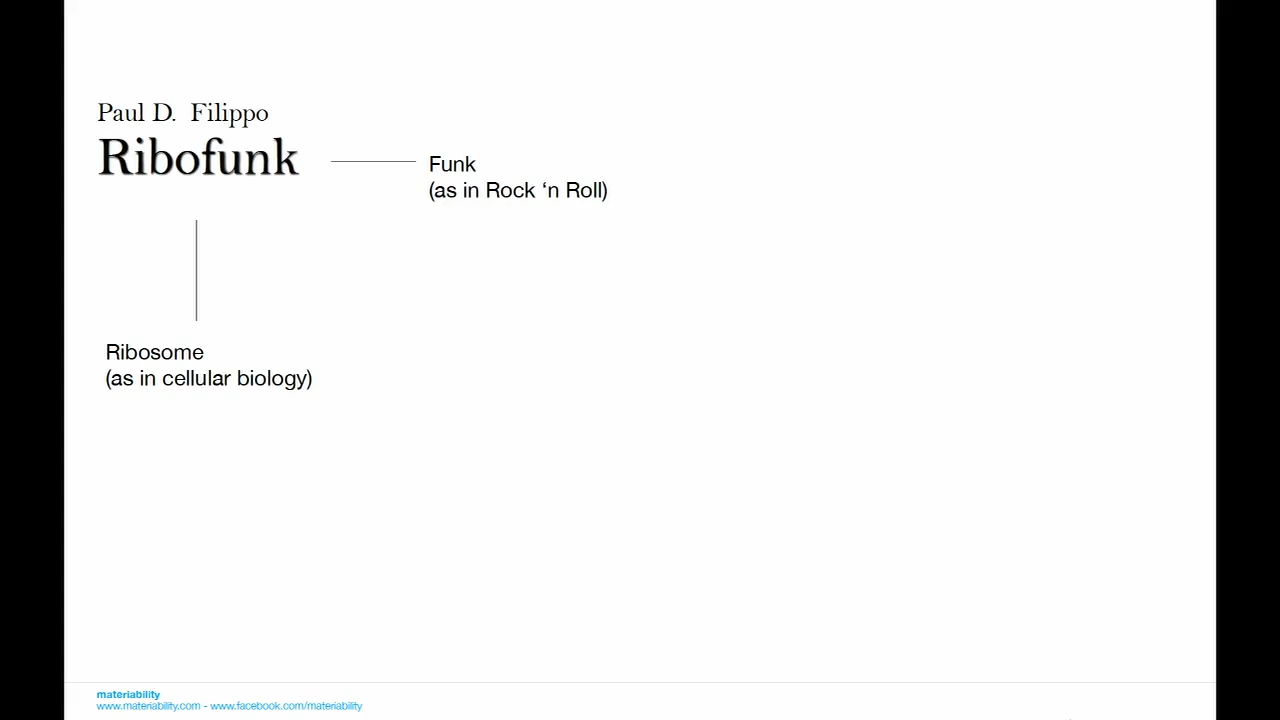 Paul D. Filippo
Ribofunk
Funk
(as in Rock ‘n Roll)
Ribosome
(as in cellular biology)
materiability
www.materiability.com - www.facebook.com/materiability